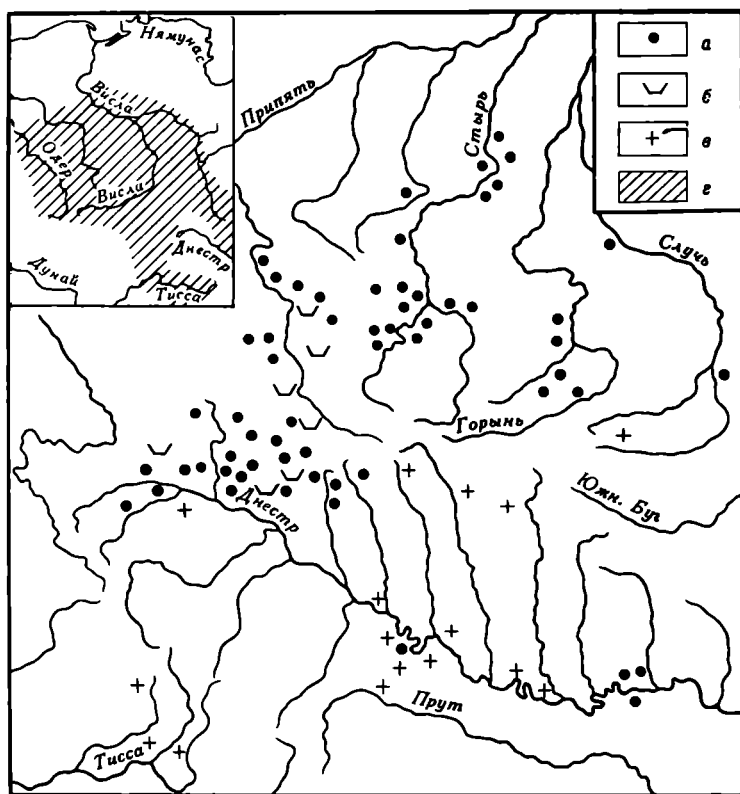 Нямунас
Висла
Одер
Висла
Днестр
Дунай
Тисса
Припять
Стырь
Случь
Горынь
Южн. Буг
Днестр
Прут
Тисса
а
б
в
г